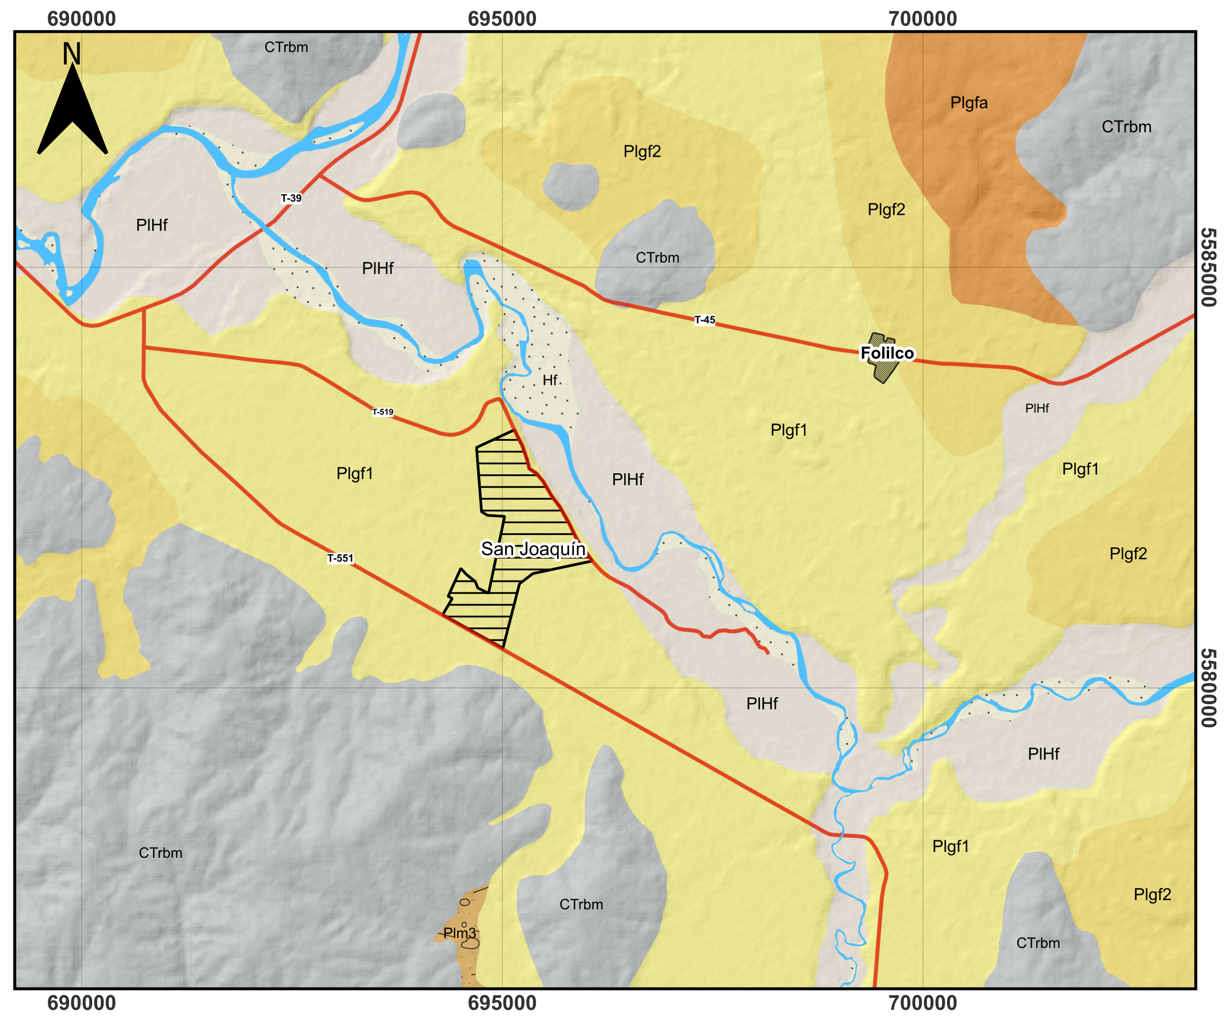 690000 695000 700000
N
CTrbm
Plgfa
CTrbm
Plgf2
T-39
Plgf2
PlHf
CTrbm
PlHf
5585000
T-45
Folilco
Hf
PlHf
T-519
Plgf1
Plgf1
Plgf1
PlHf
San Joaquín
Plgf2
T-551
5580000
PlHf
PlHf
Plgf1
CTrbm
Plgf2
CTrbm
Plm3
CTrbm
690000 695000 700000